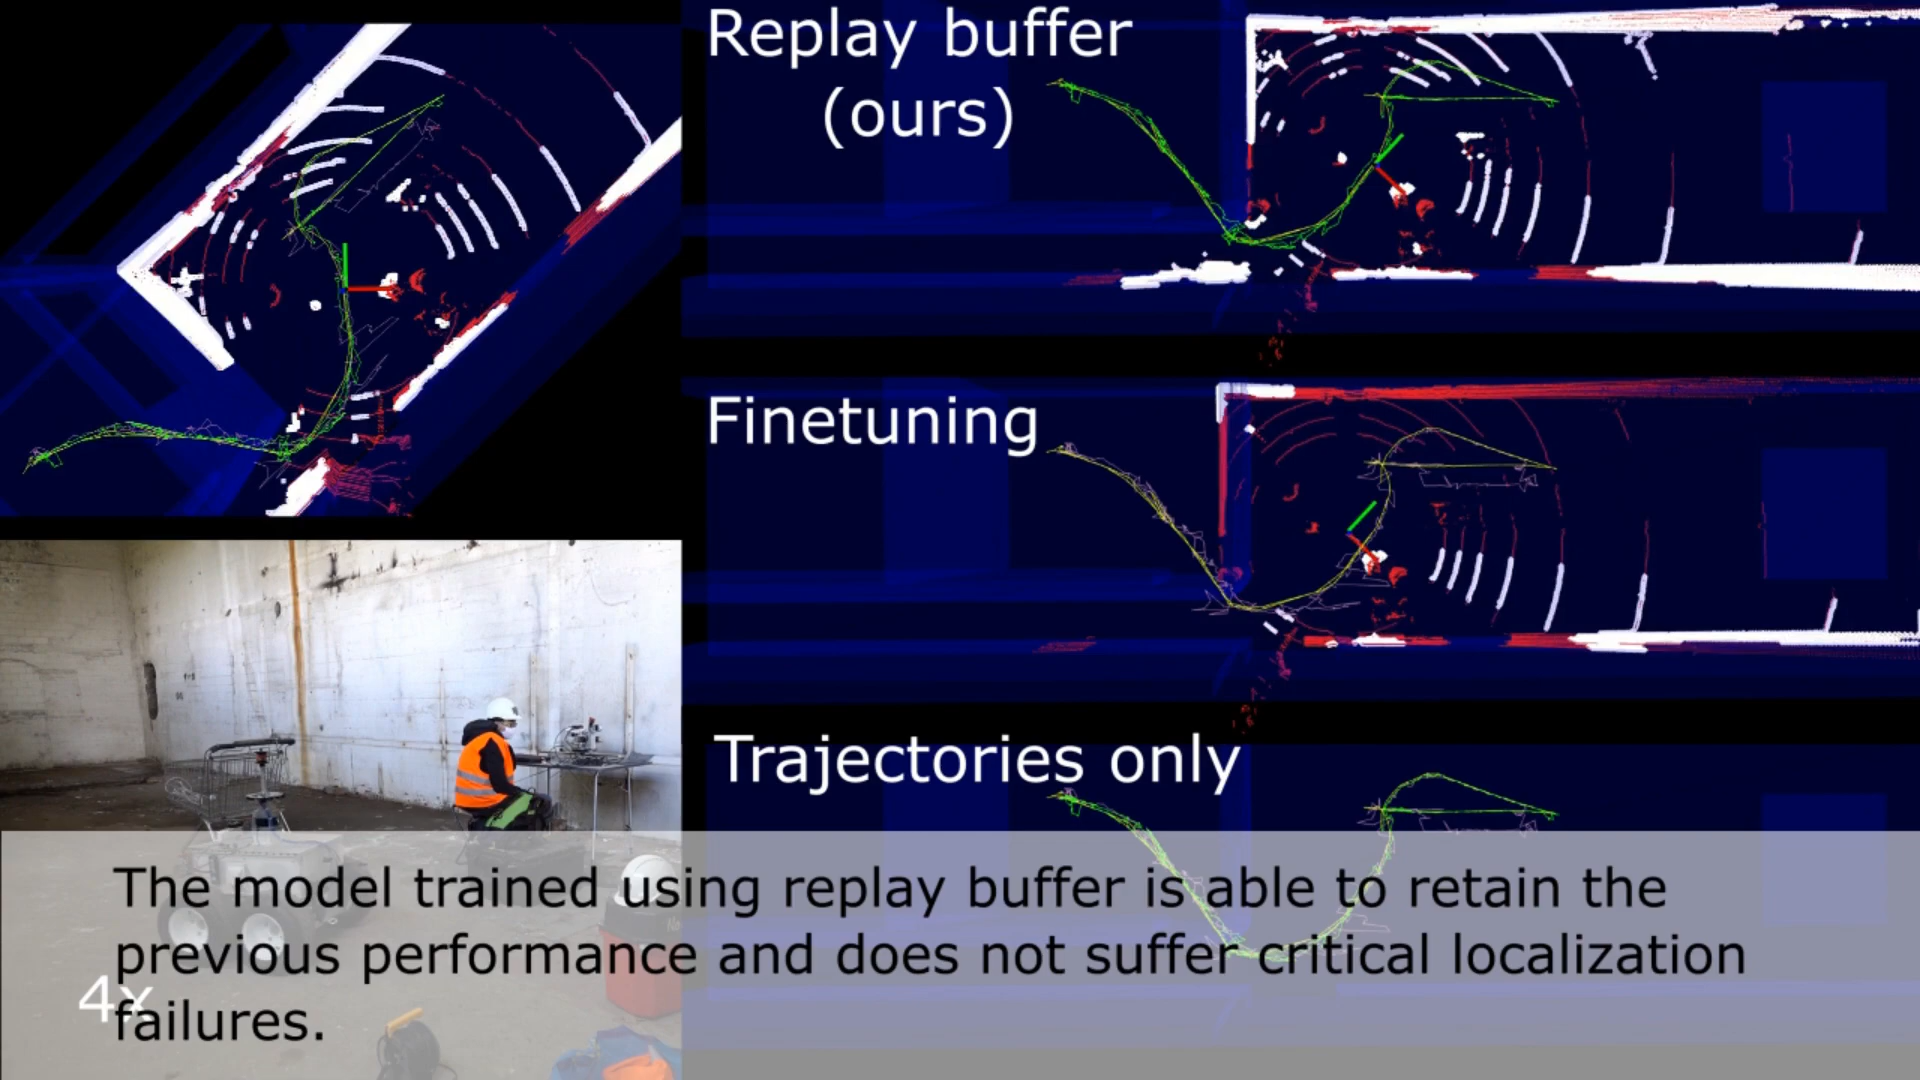 Replay buffer
(ours)
Finetuning
Trajectories only
The model trained using replay buffer is able to retain the
previous performance and does not suffer critical localization
failures.
4x